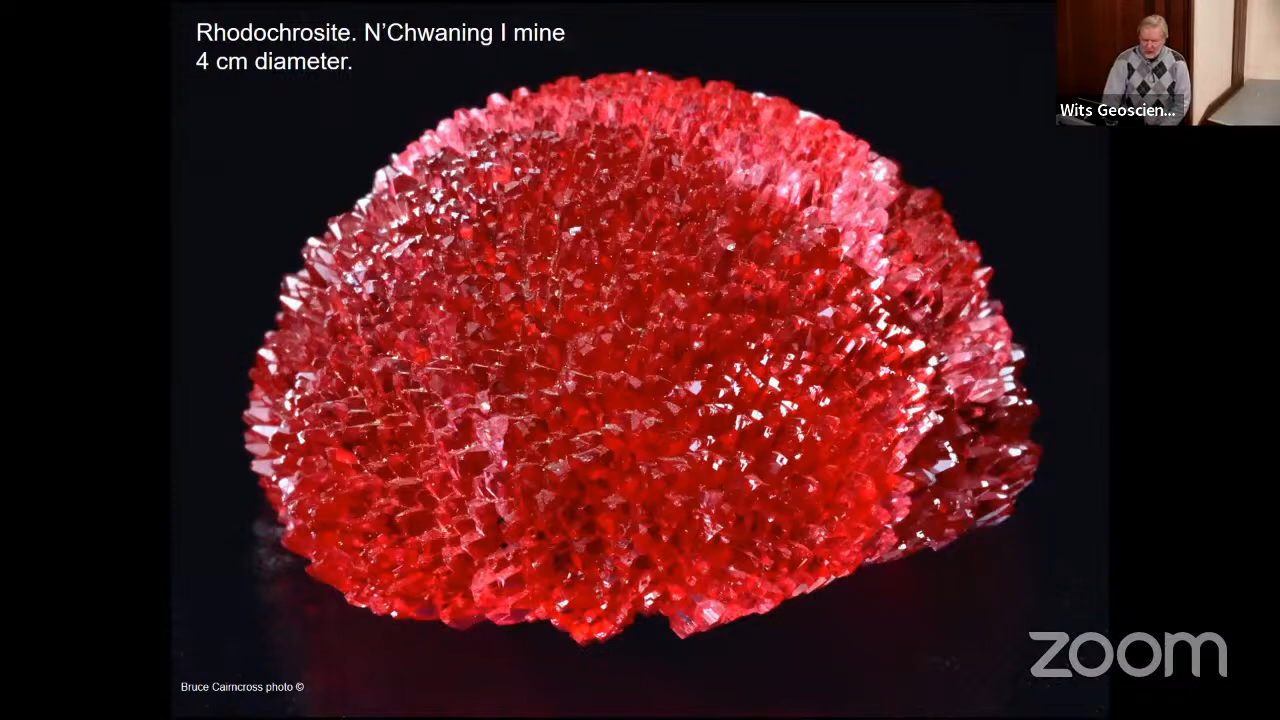 Rhodochrosite. N’Chwaning I mine
4 cm diameter.
Wits Geoscien...
Bruce Cairncross photo ©
zoom